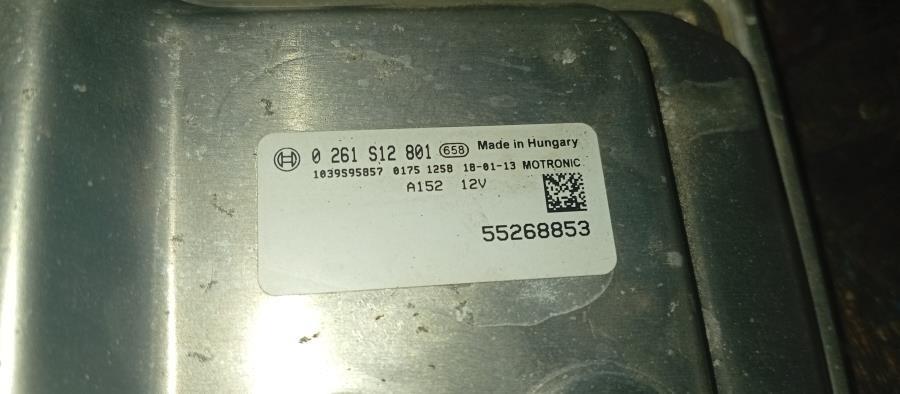 0 261 S12 801 658 Made in Hungary
1039S95857 0175 1258 18-01-13 MOTRONIC
A152 12V
55268853